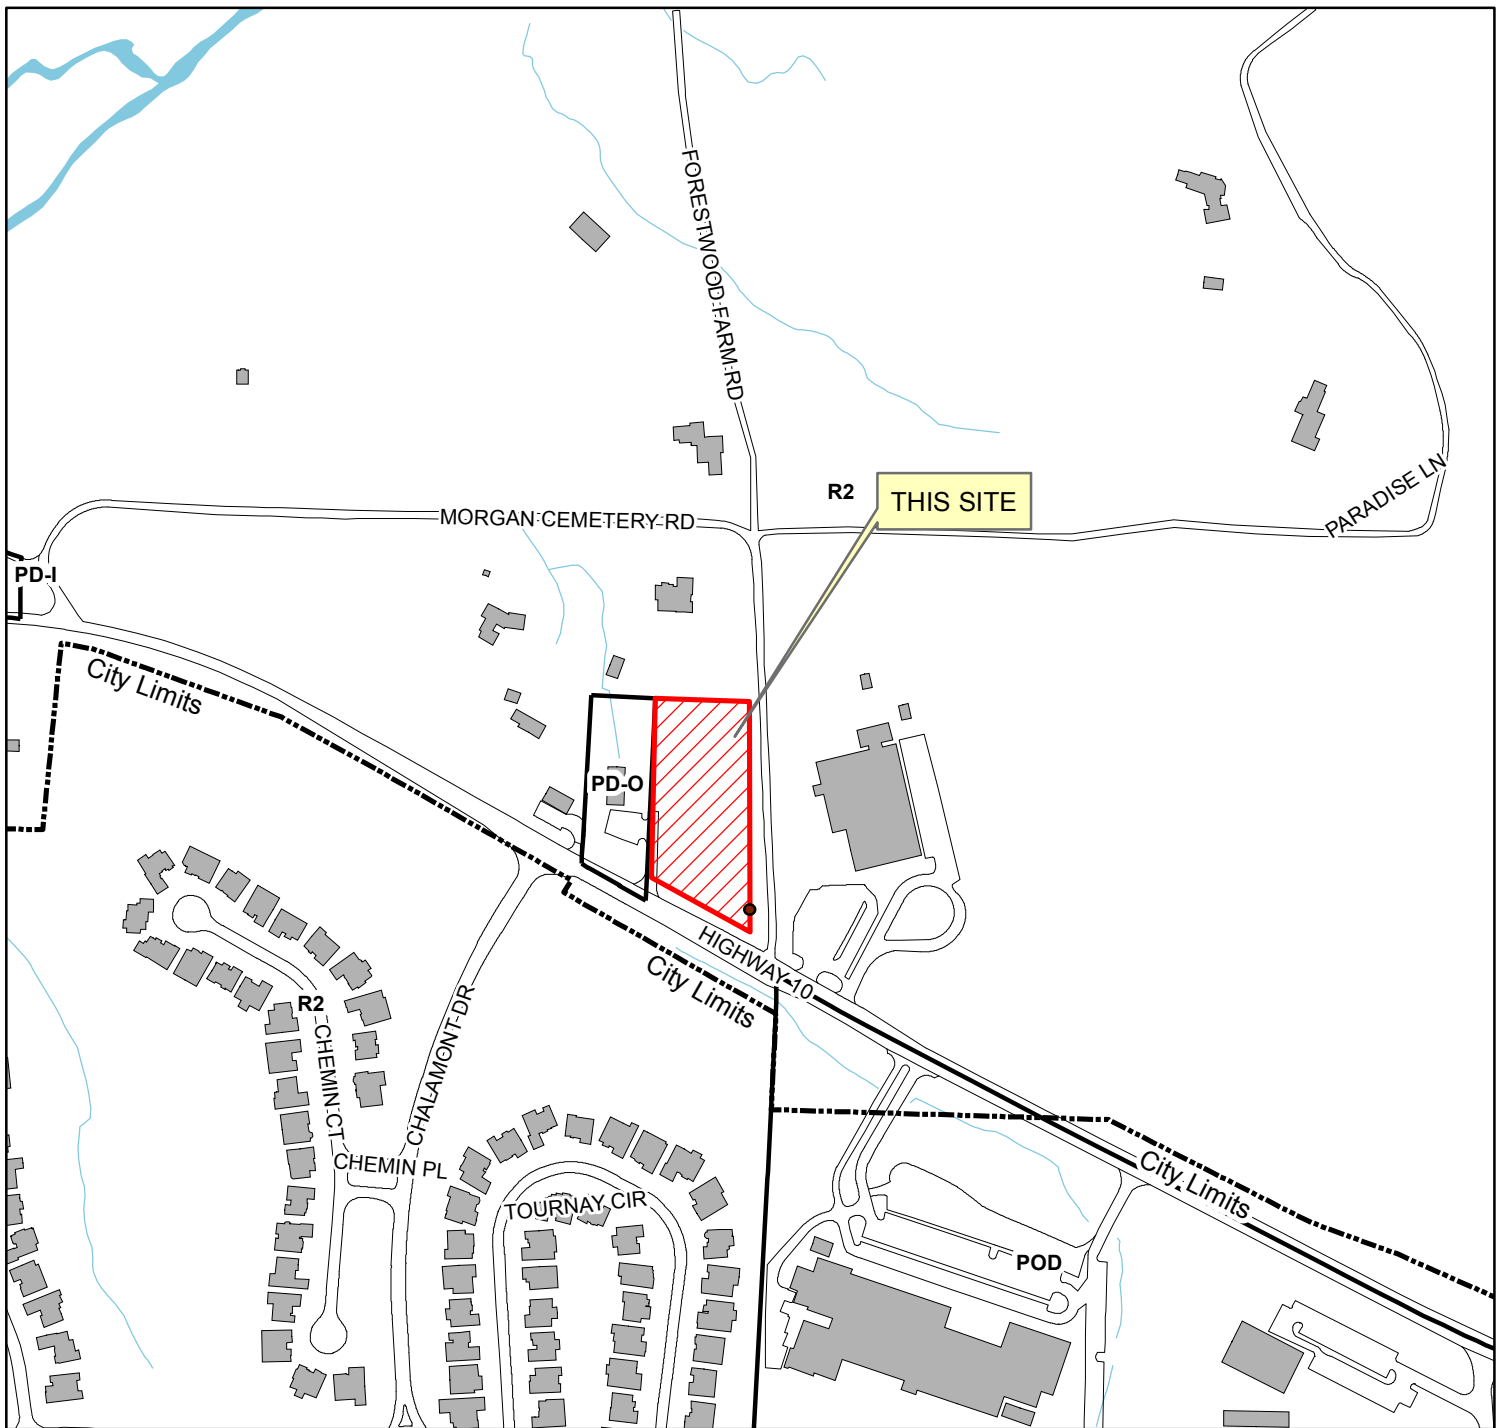 FORESTWOOD FARM RD
R2
THIS SITE
PARADISE LN
MORGAN CEMETERY RD
PD-I
City Limits
PD-O
HIGHWAY 10
City Limits
R2
CHEMIN CT
CHALAMONT DR
CHEMIN PL
TOURNAY CIR
City Limits
POD